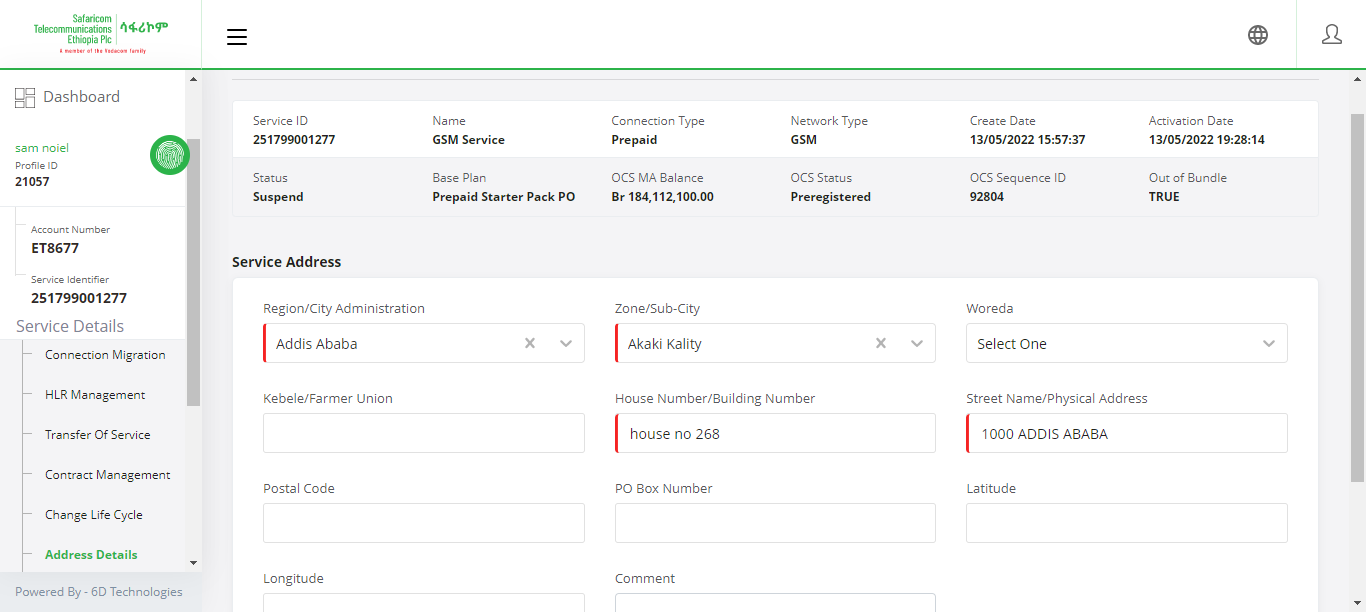 Safaricom
Telecommunications
Ethiopia Plc
ሳፋሪኮም
A member of the Vodacom family
Dashboard
sam noiel
Profile ID
21057
Account Number
ET8677
Service Identifier
251799001277
Service Details
Connection Migration
HLR Management
Transfer Of Service
Contract Management
Change Life Cycle
Address Details
Powered By - 6D Technologies
Service ID Name Connection Type Network Type Create Date Activation Date
251799001277 GSM Service Prepaid GSM 13/05/2022 15:57:37 13/05/2022 19:28:14
Status Base Plan OCS MA Balance OCS Status OCS Sequence ID Out of Bundle
Suspend Prepaid Starter Pack PO Br 184,112,100.00 Preregistered 92804 TRUE
Service Address
Region/City Administration Zone/Sub-City Woreda
Addis Ababa Akaki Kality Select One
Kebele/Farmer Union House Number/Building Number Street Name/Physical Address
house no 268 1000 ADDIS ABABA
Postal Code PO Box Number Latitude
Longitude Comment